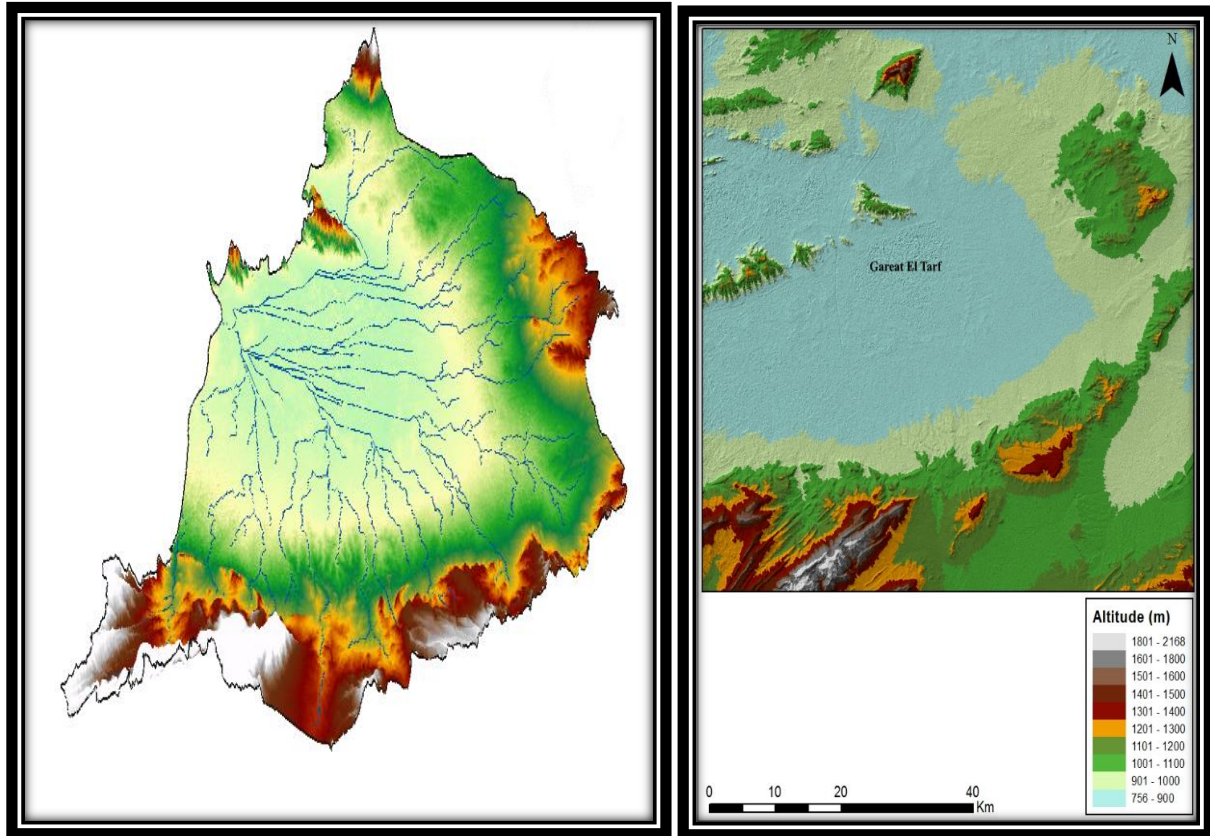 N
Gareat El Tarf
Altitude (m)
1801 - 2168
1601 - 1800
1501 - 1600
1401 - 1500
1301 - 1400
1201 - 1300
1101 - 1200
1001 - 1100
901 - 1000
756 - 900
0 10 20 40
Km